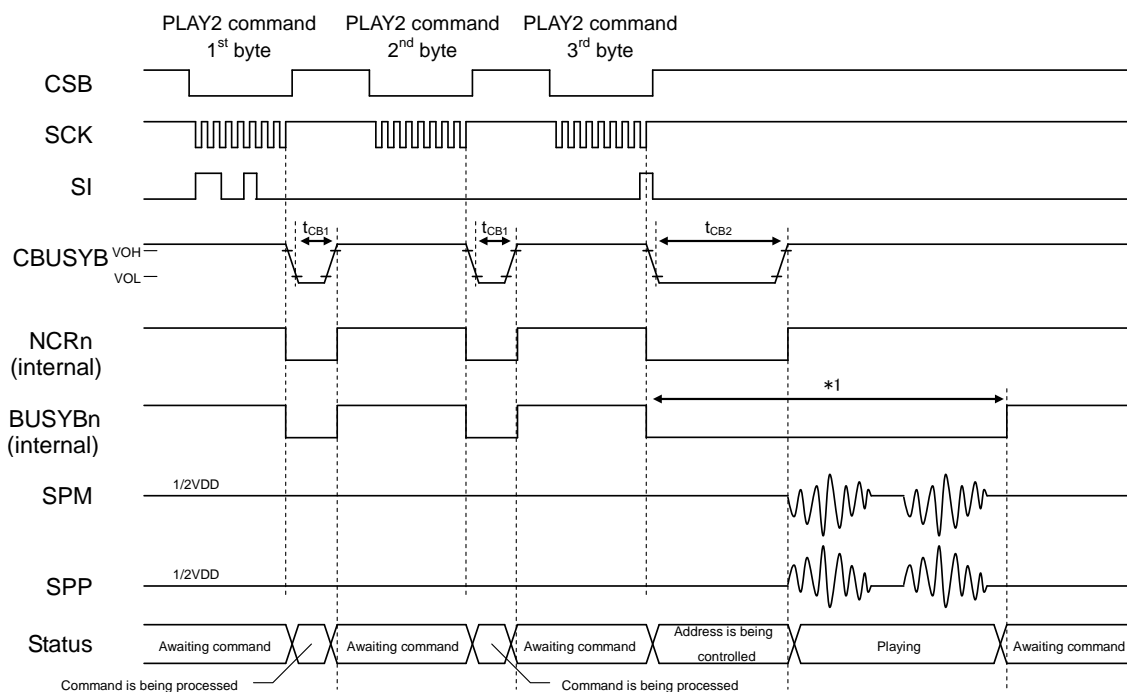 PLAY2 command
1st byte
PLAY2 command
2nd byte
PLAY2 command
3rd byte
CSB
SCK
SI
CBUSYB
VOH
VOL
tCB1
tCB1
tCB2
NCRn
(internal)
BUSYBn
(internal)
*1
SPM
1/2VDD
SPP
1/2VDD
Status
Awaiting command
Awaiting command
Awaiting command
Address is being
controlled
Playing
Awaiting command
Command is being processed
Command is being processed